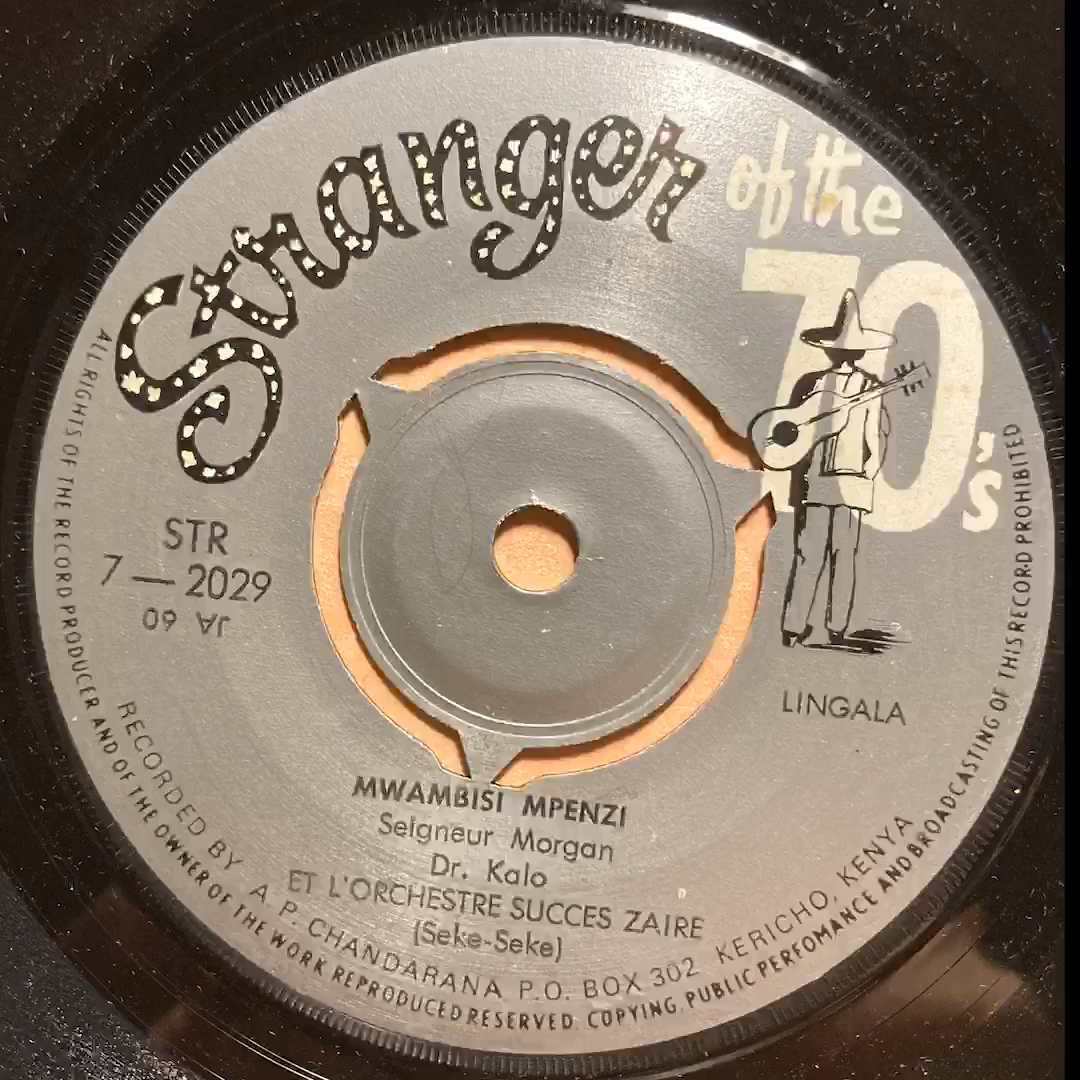 Stranger of the
70's
STR
7 — 2029
JA 60
LINGALA
MWAMBISI MPENZI
Seigneur Morgan
Dr. Kalo
ET L'ORCHESTRE SUCCES ZAIRE
(Seke-Seke)
RECORDED BY A. P. CHANDARANA P.O. BOX 302 KERICHO, KENYA
ALL RIGHTS OF THE RECORD PRODUCER AND OF THE OWNER OF THE WORK REPRODUCED RESERVED. COPYING, PUBLIC PERFOMANCE AND BROADCASTING OF THIS RECORD PROHIBITED